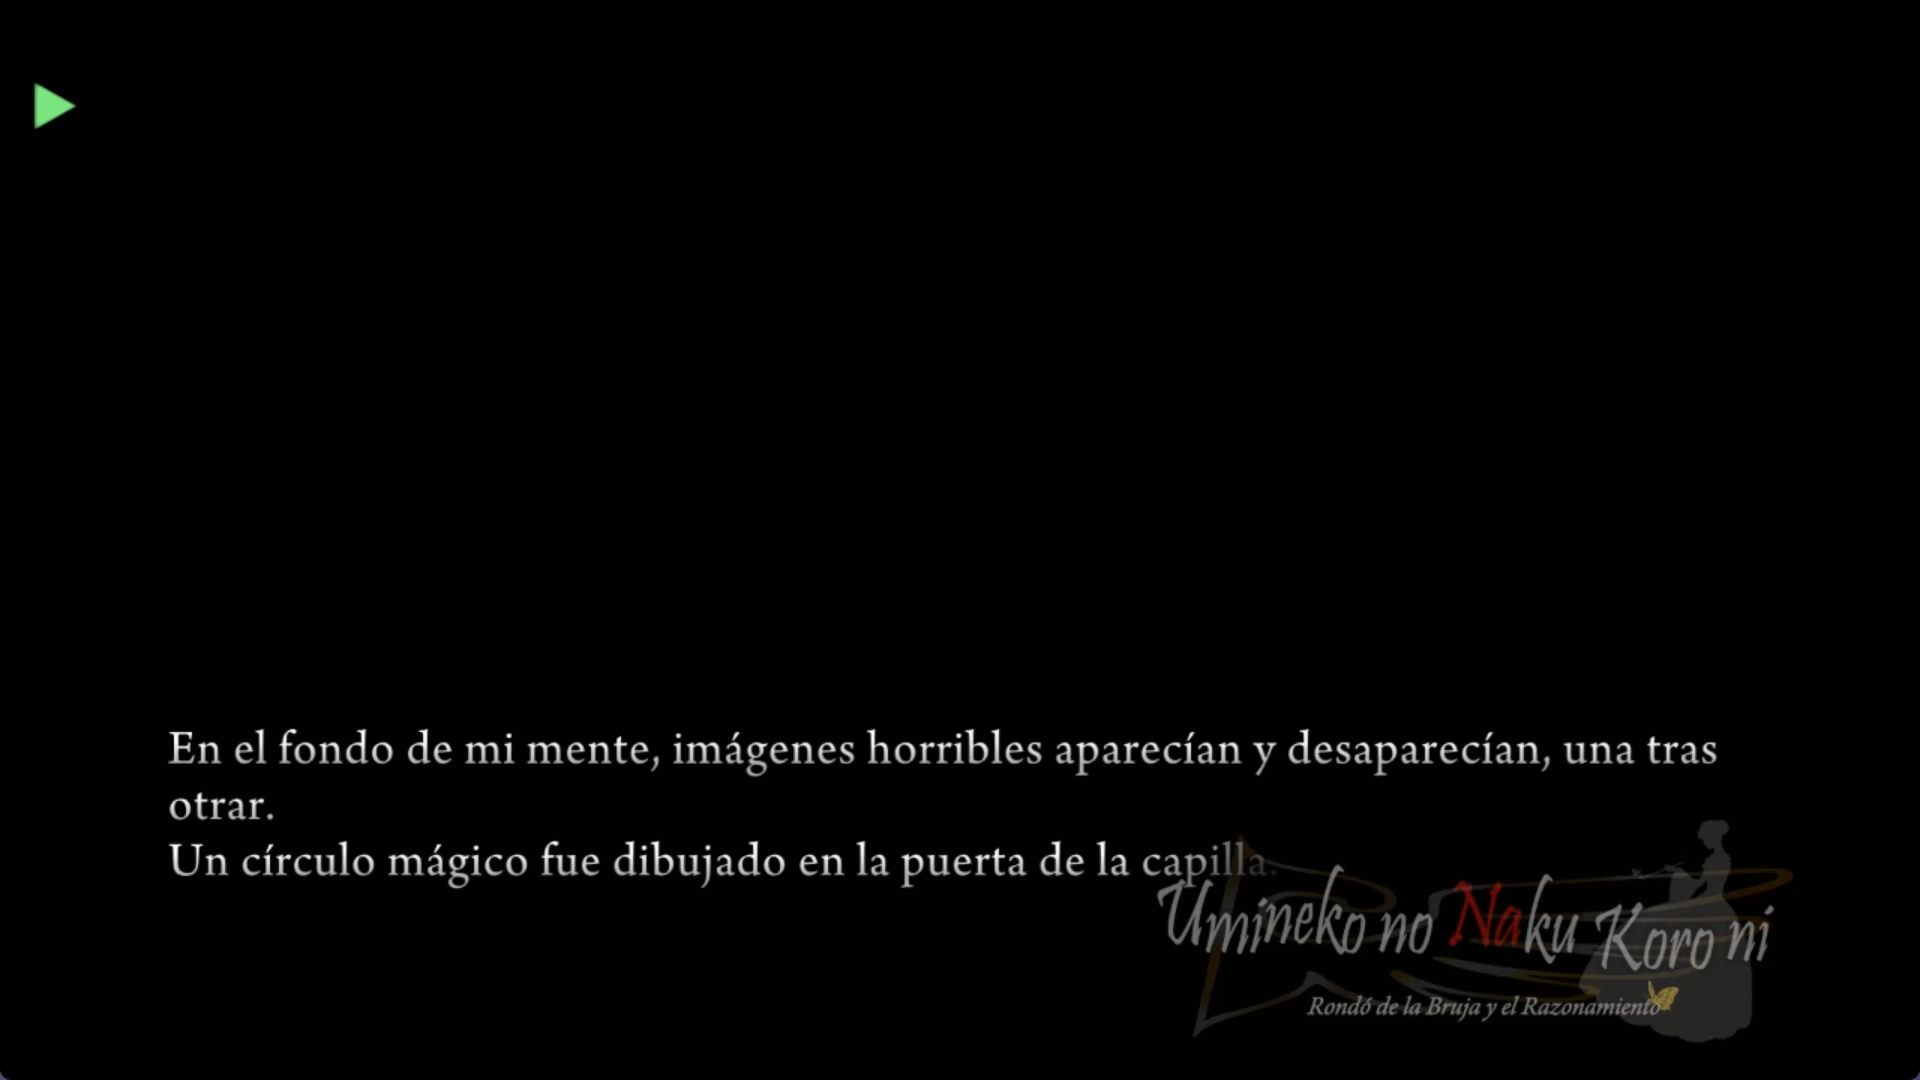 En el fondo de mi mente, imágenes horribles aparecían y desaparecían, una tras
otrar.
Un círculo mágico fue dibujado en la puerta de la capilla.
Umineko no Naku Koro ni
Rondó de la Bruja y el Razonamiento